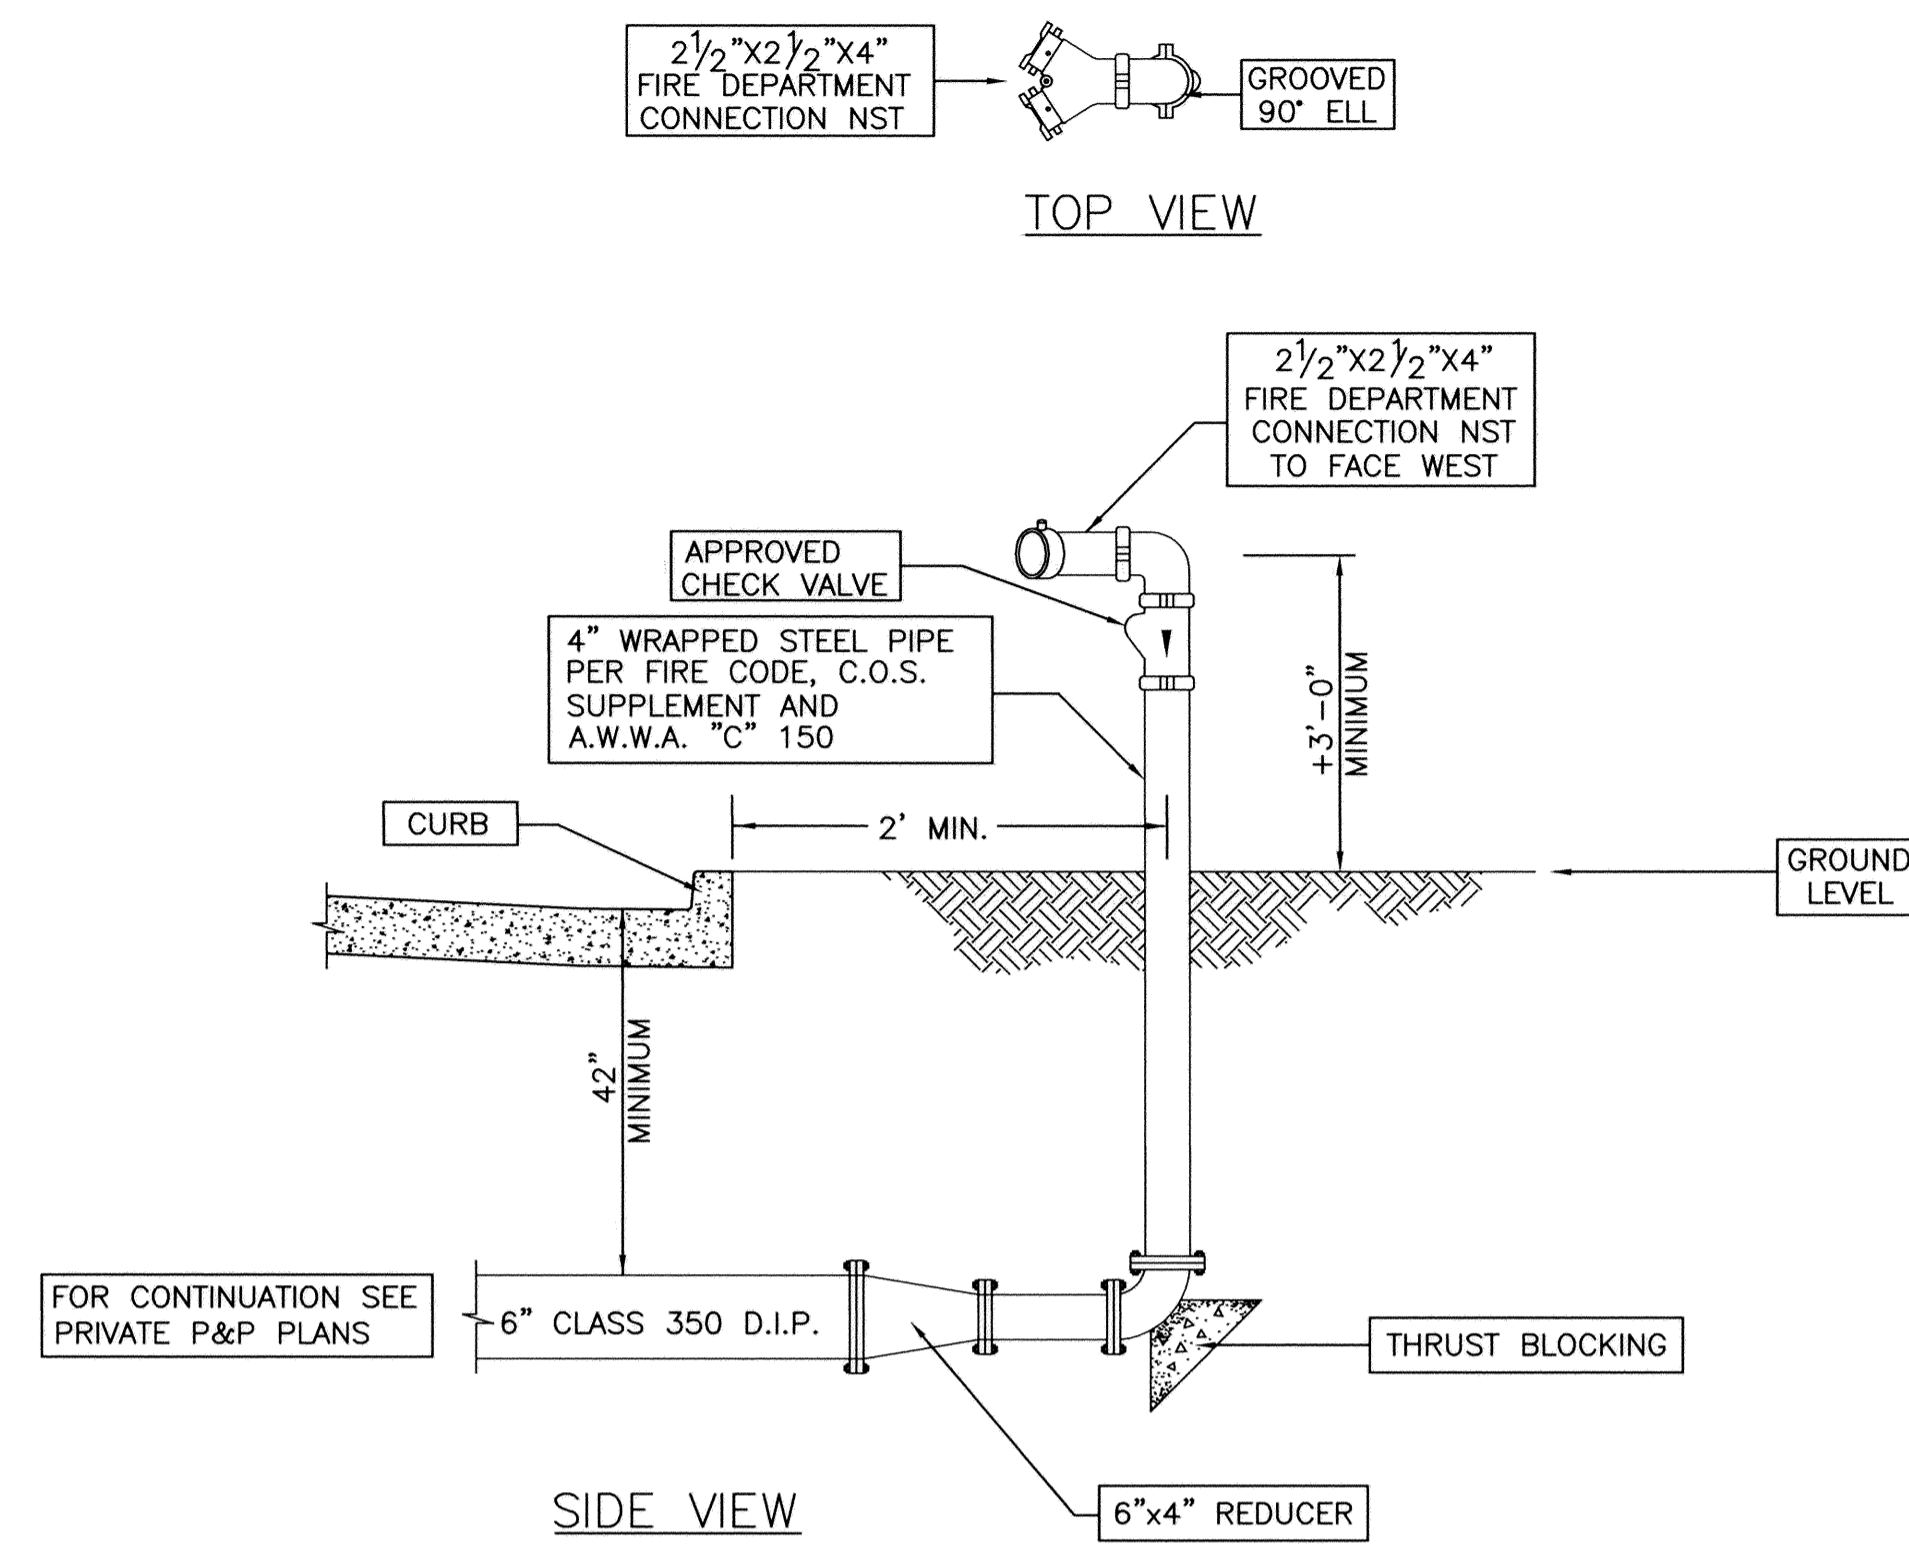 2½"X2½"X4"
FIRE DEPARTMENT
CONNECTION NST
GROOVED
90° ELL
TOP VIEW
2½"X2½"X4"
FIRE DEPARTMENT
CONNECTION NST
TO FACE WEST
APPROVED
CHECK VALVE
4" WRAPPED STEEL PIPE
PER FIRE CODE, C.O.S.
SUPPLEMENT AND
A.W.W.A. "C" 150
+3'-0"
MINIMUM
CURB
2' MIN.
GROUND
LEVEL
42"
MINIMUM
FOR CONTINUATION SEE
PRIVATE P&P PLANS
6" CLASS 350 D.I.P.
THRUST BLOCKING
6"x4" REDUCER
SIDE VIEW